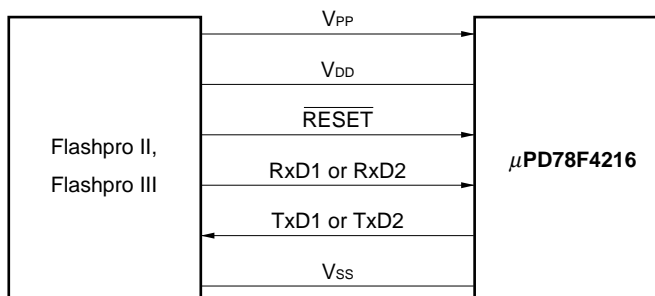 VPP
VDD
RESET
Flashpro II,
Flashpro III
RxD1 or RxD2
μPD78F4216
TxD1 or TxD2
VSS